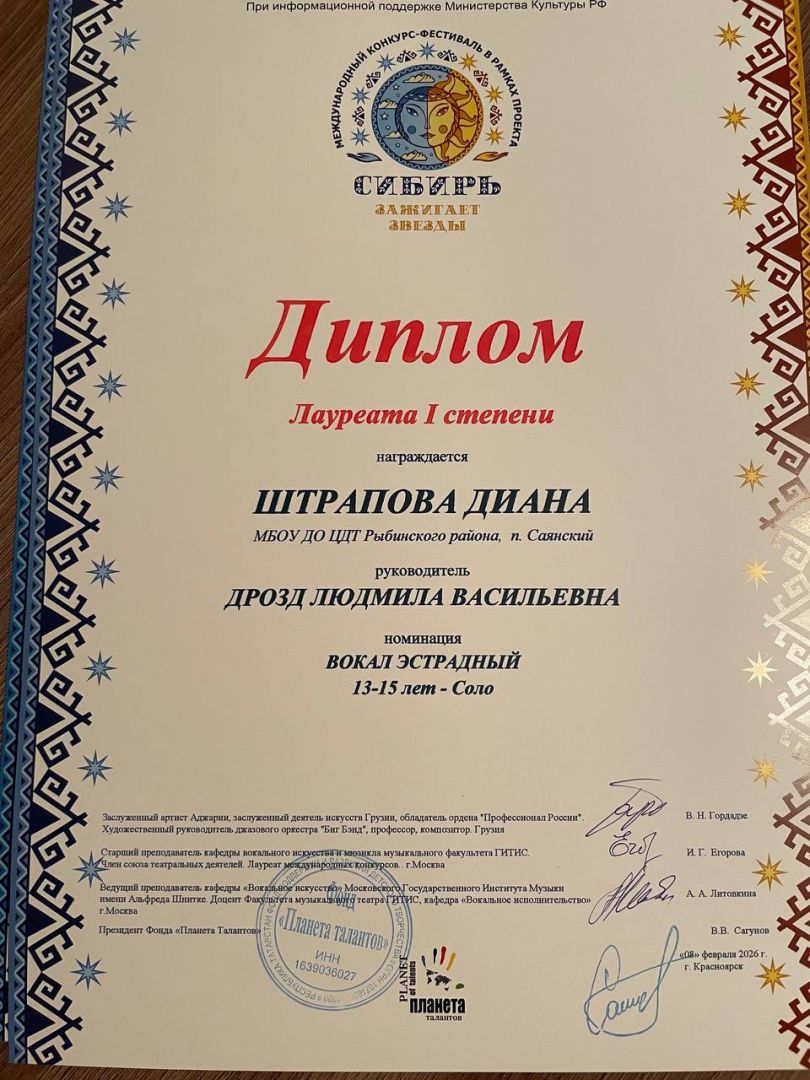 При информационной поддержке Министерства Культуры РФ
МЕЖДУНАРОДНЫЙ КОНКУРС-ФЕСТИВАЛЬ В РАМКАХ ПРОЕКТА
СИБИРЬ
ЗАЖИГАЕТ
ЗВЕЗДЫ
Диплом
Лауреата I степени
награждается
ШТРАПОВА ДИАНА
МБОУ ДО ЦДТ Рыбинского района, п. Саянский
руководитель
ДРОЗД ЛЮДМИЛА ВАСИЛЬЕВНА
номинация
ВОКАЛ ЭСТРАДНЫЙ
13-15 лет - Соло
Заслуженный артист Аджарии, заслуженный деятель искусств Грузии, обладатель ордена "Профессионал России".
Художественный руководитель джазового оркестра "Биг Бэнд", профессор, композитор. Грузия
В. Н. Гордадзе
Старший преподаватель кафедры вокального искусства и мюзикла музыкального факультета ГИТИС.
Член союза театральных деятелей. Лауреат международных конкурсов.. г.Москва
И. Г. Егорова
Ведущий преподаватель кафедры «Вокальное искусство» Московского Государственного Института Музыки
имени Альфреда Шнитке. Доцент Факультета музыкального театра ГИТИС, кафедра «Вокальное исполнительство»
г.Москва
А. А. Литовкина
Президент Фонда «Планета Талантов»
В.В. Сагунов
Фонд
«Планета талантов»
ИНН
1639036027
РЕСПУБЛИКА ТАТАРСТАН
PLANET
of talents
планета
талантов
«08» февраля 2026 г.
г. Красноярск